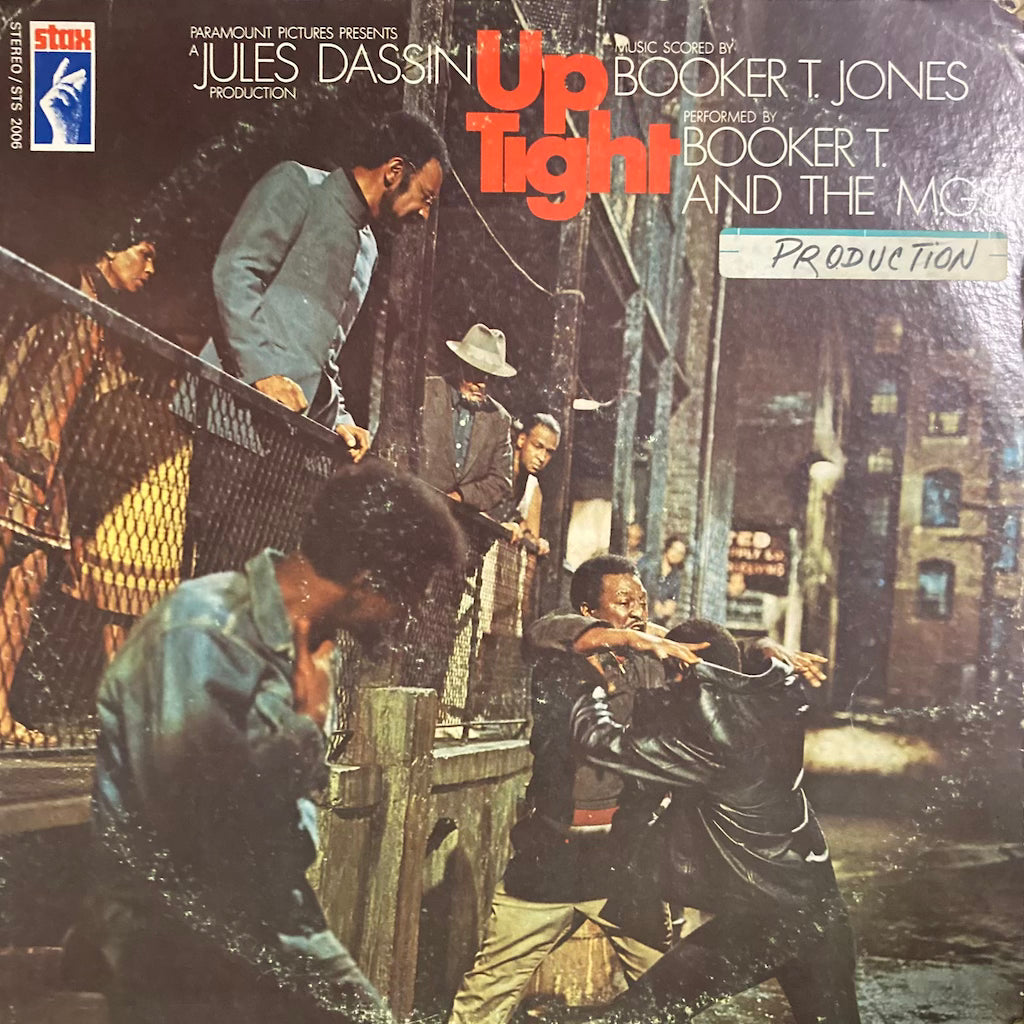 STEREO / STS 2006
stax
PARAMOUNT PICTURES PRESENTS
A JULES DASSIN
PRODUCTION
Up
Tight
MUSIC SCORED BY
BOOKER T. JONES
PERFORMED BY
BOOKER T.
AND THE M.G.S
PRODUCTION